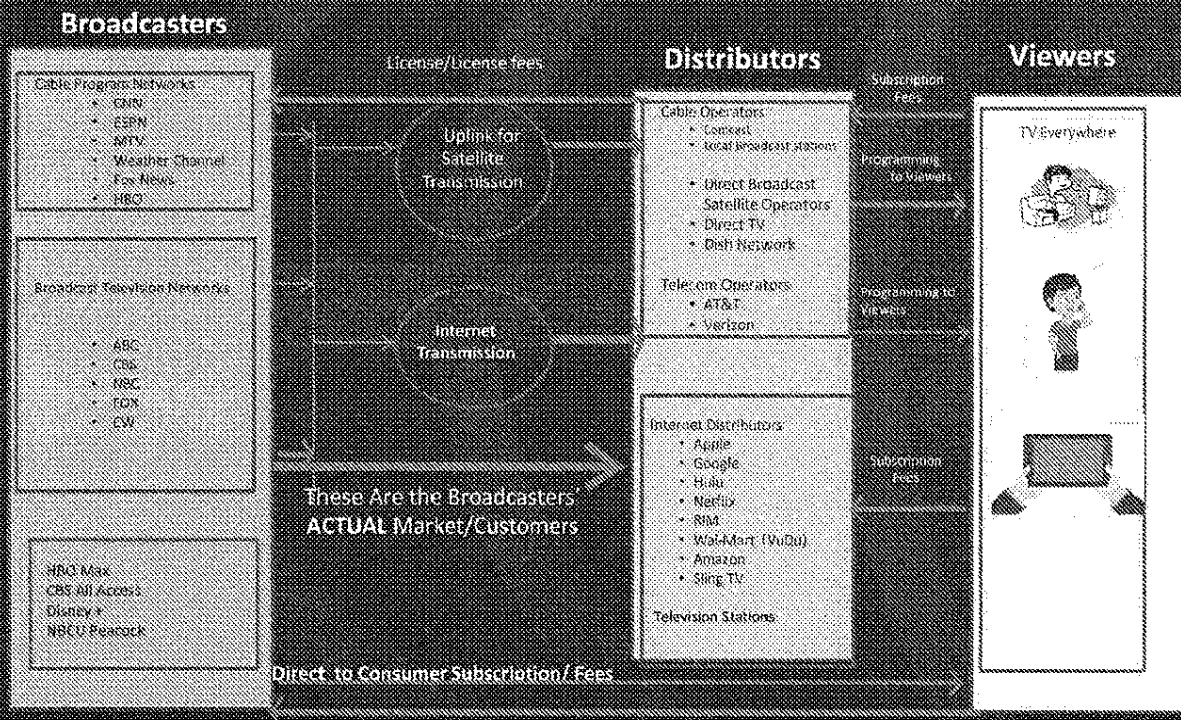 Broadcasters
Cable Program Networks
• CNN
• ESPN
• MTV
• Weather Channel
• Fox News
• HBO
Broadcast Television Networks
• ABC
• CBS
• NBC
• FOX
• CW
HBO Max
CBS All Access
Disney +
NBCU Peacock
License/License fees
Uplink for
Satellite
Transmission
Internet
Transmission
These Are the Broadcasters'
ACTUAL Market/Customers
Direct to Consumer Subscription/ Fees
Distributors
Cable Operators
• Comcast
• Local Broadcast stations
• Direct Broadcast
Satellite Operators
• Direct TV
• Dish Network
Telecom Operators
• AT&T
• Verizon
Internet Distributors
• Apple
• Google
• Hulu
• Netflix
• RIM
• Wal-Mart (VuDu)
• Amazon
• Sling TV
Television Stations
Subscription
Fees
Programming
to Viewers
Programming to
Viewers
Subscription
Fees
Viewers
TV Everywhere